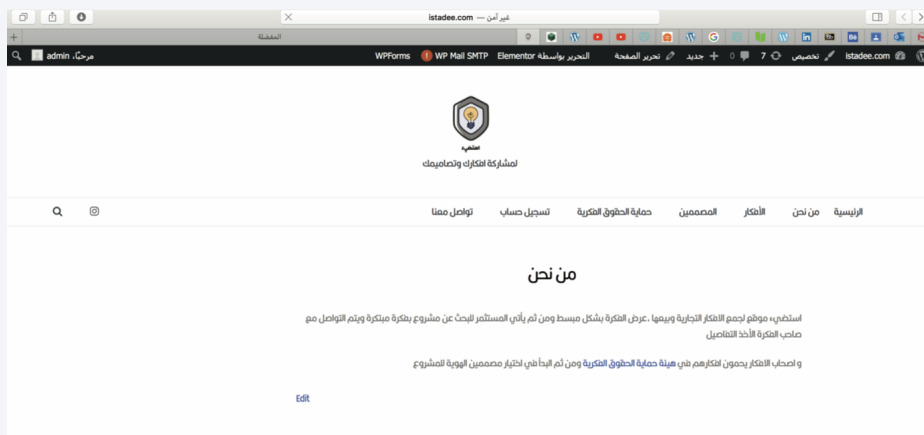 istadee.com — غير آمن
المفضلة
istadee.com تخصيص 7 0 جديد تحرير الصفحة التحرير بواسطة Elementor WP Mail SMTP ! WPForms مرحبًا، admin
استضيء
لمشاركة افكارك وتصاميمك
الرئيسية من نحن الأفكار المصممين حماية الحقوق الفكرية تسجيل حساب تواصل معنا
من نحن
استضيء موقع لجمع الافكار التجارية وبيعها ،عرض الفكرة بشكل مبسط ومن ثم يأتي المستثمر للبحث عن مشروع بفكرة مبتكرة ويتم التواصل مع
صاحب الفكرة الأخذ التفاصيل
و اصحاب الافكار يحمون افكارهم في هيئة حماية الحقوق الفكرية ومن ثم البدأ في اختيار مصممين الهوية للمشروع
Edit